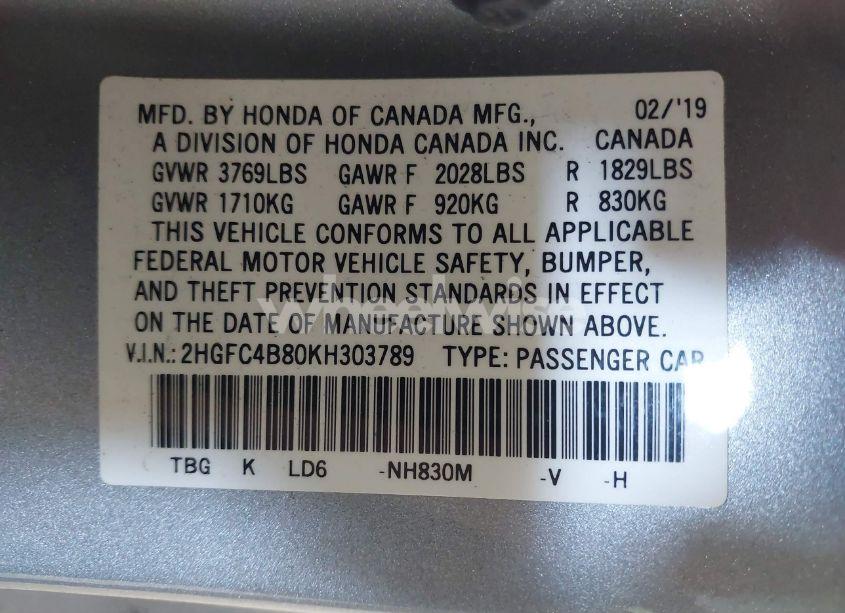 MFD. BY HONDA OF CANADA MFG., 02/'19
A DIVISION OF HONDA CANADA INC. CANADA
GVWR 3769LBS GAWR F 2028LBS R 1829LBS
GVWR 1710KG GAWR F 920KG R 830KG
THIS VEHICLE CONFORMS TO ALL APPLICABLE
FEDERAL MOTOR VEHICLE SAFETY, BUMPER,
AND THEFT PREVENTION STANDARDS IN EFFECT
wheelwise
ON THE DATE OF MANUFACTURE SHOWN ABOVE.
V.I.N.: 2HGFC4B80KH303789 TYPE: PASSENGER CAR
TBG K LD6 -NH830M -V -H